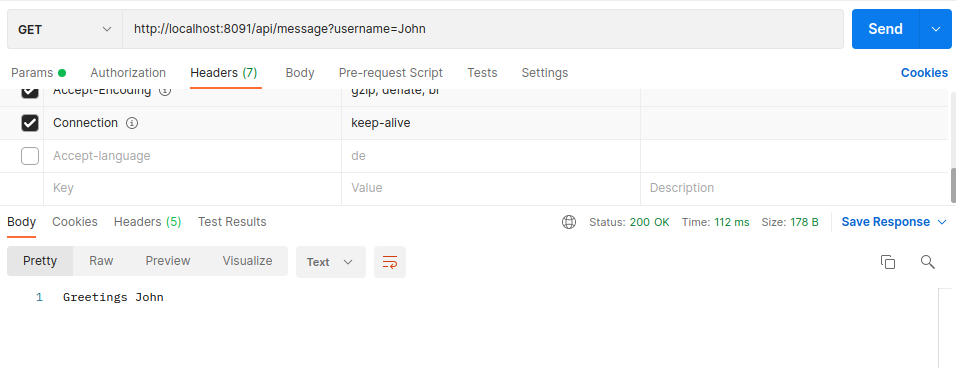 GET http://localhost:8091/api/message?username=John Send
Params Authorization Headers (7) Body Pre-request Script Tests Settings Cookies
Accept-Encoding gzip, deflate, br
Connection keep-alive
Accept-language de
Key Value Description
Body Cookies Headers (5) Test Results Status: 200 OK Time: 112 ms Size: 178 B Save Response
Pretty Raw Preview Visualize Text
1 Greetings John